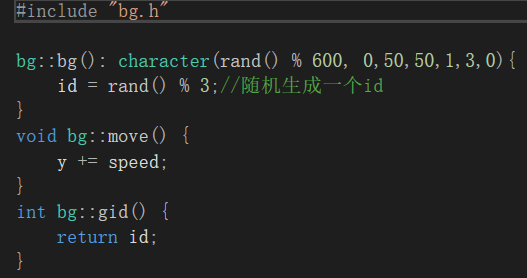 #include "bg.h"
bg::bg(): character(rand() % 600, 0,50,50,1,3,0){
    id = rand() % 3;//随机生成一个id
}
void bg::move() {
    y += speed;
}
int bg::gid() {
    return id;
}